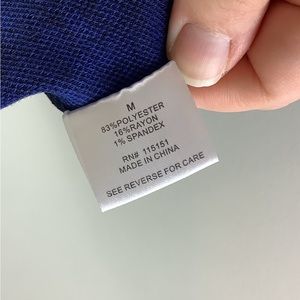 M
83%POLYESTER
16%RAYON
1% SPANDEX
RN# 115151
MADE IN CHINA
SEE REVERSE FOR CARE